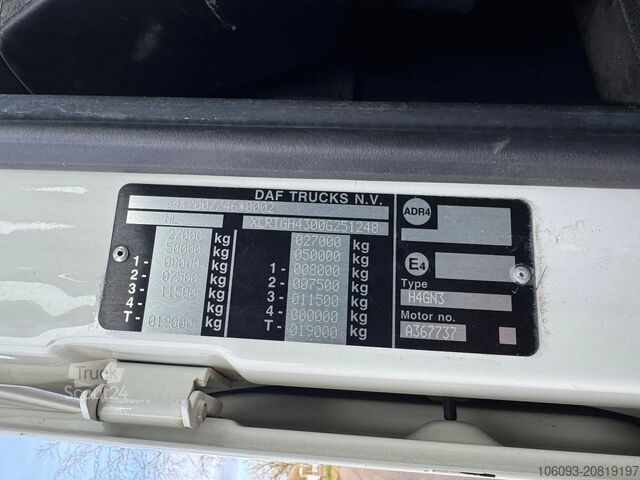 DAF TRUCKS N.V.
e4*2007/46*0002
NL XLRTGH4300G251248
27000 kg 027000 kg
50000 kg 050000 kg
1- 08000 kg 1- 008000 kg
2- 07500 kg 2- 007500 kg
3- 11500 kg 3- 011500 kg
4- kg 4- 000000 kg
T- 019000 kg T- 019000 kg
ADR4
E4
Type
H4GN3
Motor no.
A367737
Truck
Scout24
106093-20819197